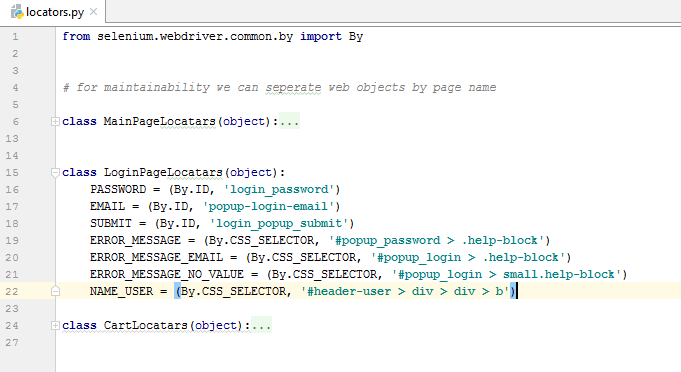 locators.py
1 from selenium.webdriver.common.by import By
2
3
4 # for maintainability we can seperate web objects by page name
5
6 class MainPageLocatars(object):...
13
14
15 class LoginPageLocatars(object):
16 PASSWORD = (By.ID, 'login_password')
17 EMAIL = (By.ID, 'popup-login-email')
18 SUBMIT = (By.ID, 'login_popup_submit')
19 ERROR_MESSAGE = (By.CSS_SELECTOR, '#popup_password > .help-block')
20 ERROR_MESSAGE_EMAIL = (By.CSS_SELECTOR, '#popup_login > .help-block')
21 ERROR_MESSAGE_NO_VALUE = (By.CSS_SELECTOR, '#popup_login > small.help-block')
22 NAME_USER = (By.CSS_SELECTOR, '#header-user > div > div > b')
23
24 class CartLocatars(object):...
27